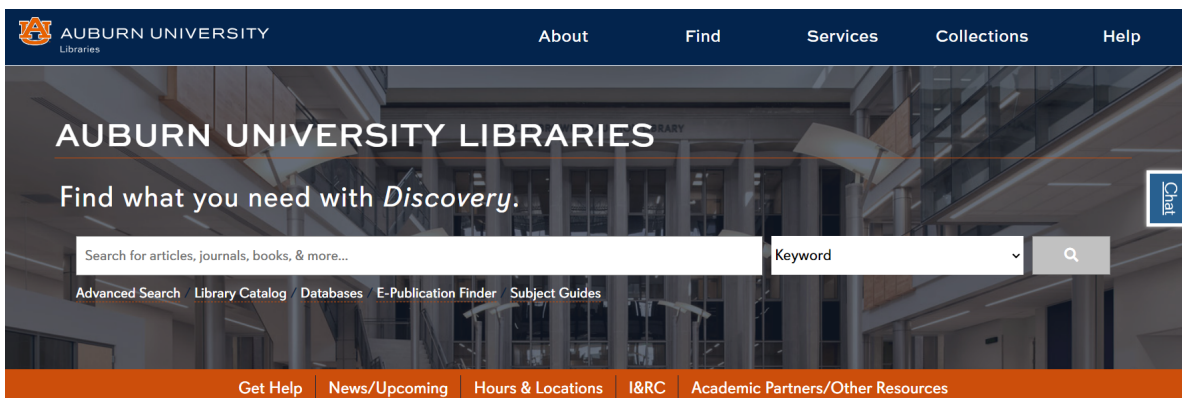 AUBURN UNIVERSITY
Libraries
About Find Services Collections Help
AUBURN UNIVERSITY LIBRARIES
Find what you need with Discovery.
Chat
Search for articles, journals, books, & more...
Keyword
Advanced Search / Library Catalog / Databases / E-Publication Finder / Subject Guides
Get Help News/Upcoming Hours & Locations I&RC Academic Partners/Other Resources